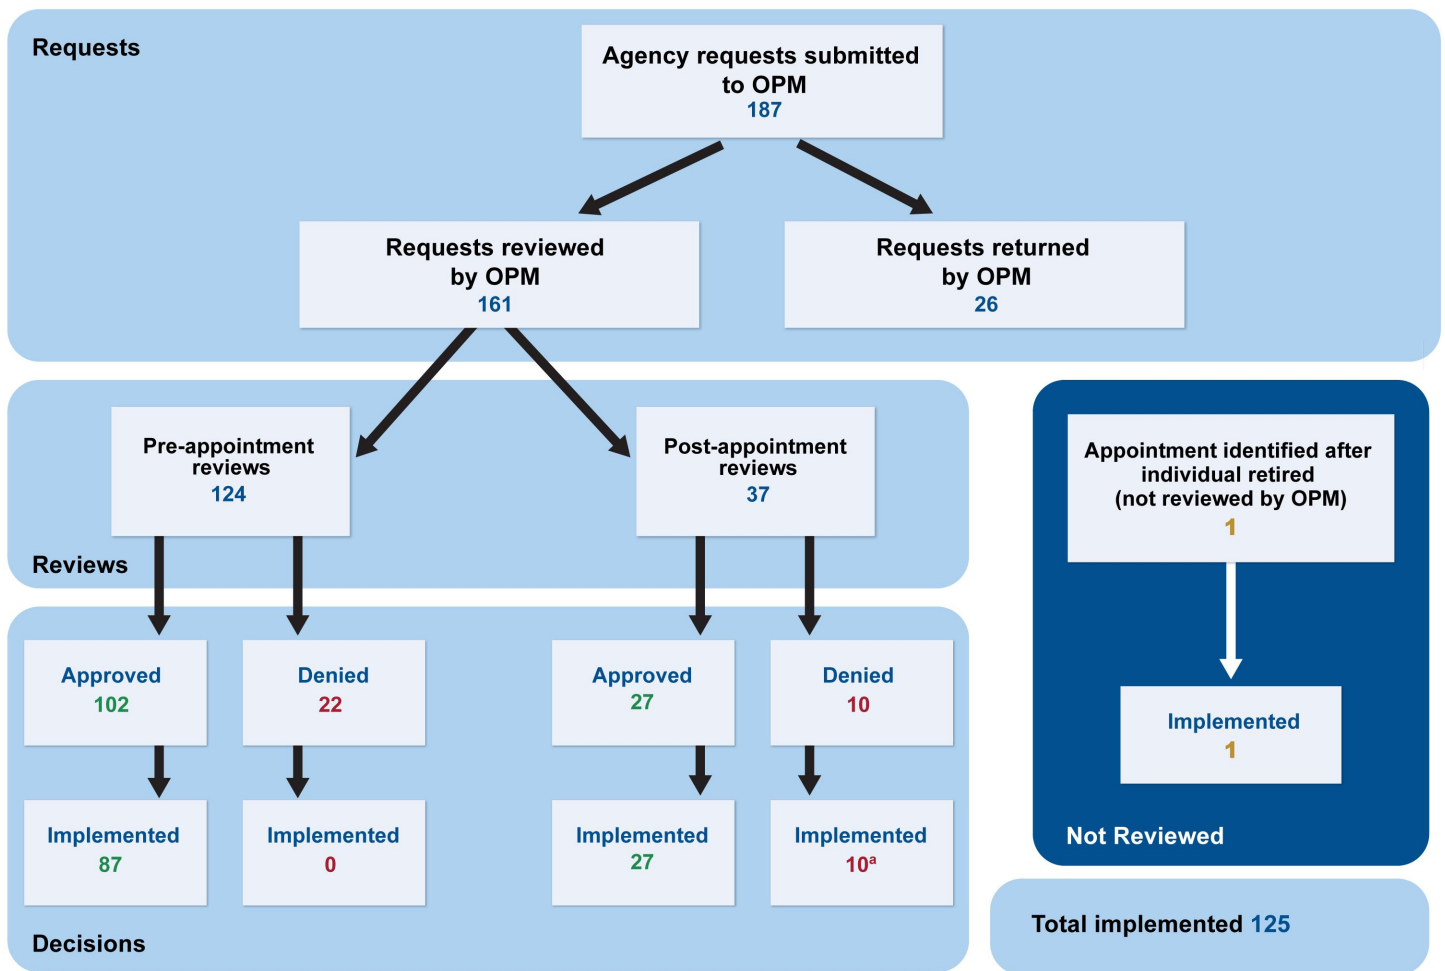 Requests
Agency requests submitted
to OPM
187
Requests reviewed
by OPM
161
Requests returned
by OPM
26
Pre-appointment
reviews
124
Post-appointment
reviews
37
Reviews
Approved
102
Denied
22
Approved
27
Denied
10
Implemented
87
Implemented
0
Implemented
27
Implemented
10ª
Decisions
Appointment identified after
individual retired
(not reviewed by OPM)
1
Implemented
1
Not Reviewed
Total implemented 125